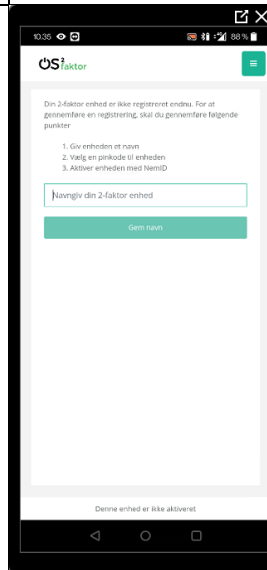 10.35
88%
OS2faktor
Din 2-faktor enhed er ikke registreret endnu. For at
gennemføre en registrering, skal du gennemføre følgende
punkter
1. Giv enheden et navn
2. Vælg en pinkode til enheden
3. Aktiver enheden med NemID
Navngiv din 2-faktor enhed
Gem navn
Denne enhed er ikke aktiveret